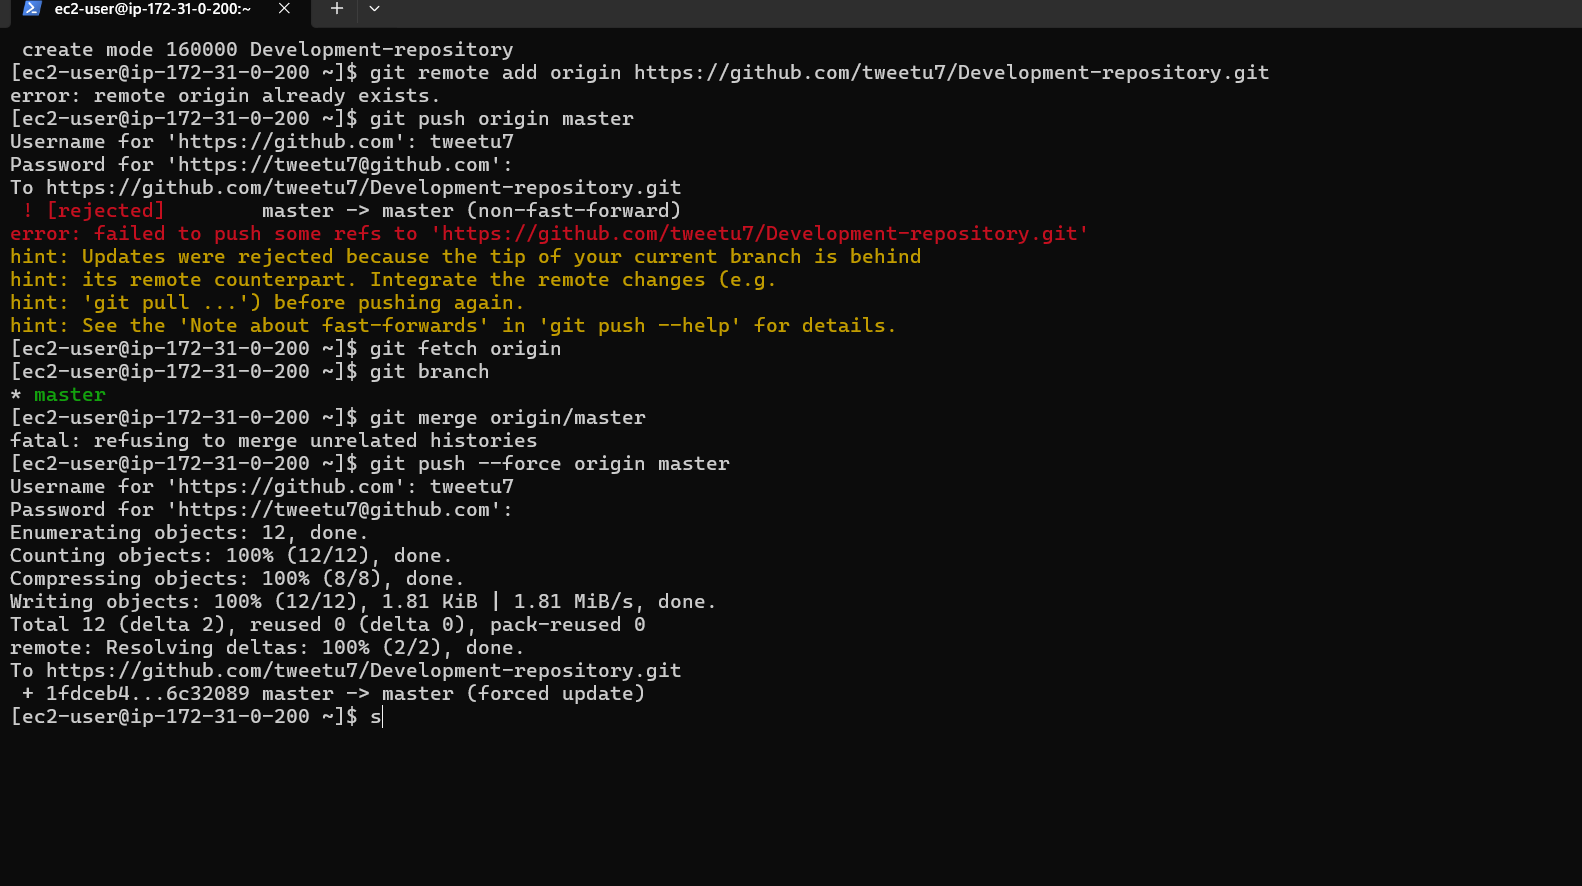 ec2-user@ip-172-31-0-200:~
create mode 160000 Development-repository
[ec2-user@ip-172-31-0-200 ~]$ git remote add origin https://github.com/tweetu7/Development-repository.git
error: remote origin already exists.
[ec2-user@ip-172-31-0-200 ~]$ git push origin master
Username for 'https://github.com': tweetu7
Password for 'https://tweetu7@github.com':
To https://github.com/tweetu7/Development-repository.git
 ! [rejected]        master -> master (non-fast-forward)
error: failed to push some refs to 'https://github.com/tweetu7/Development-repository.git'
hint: Updates were rejected because the tip of your current branch is behind
hint: its remote counterpart. Integrate the remote changes (e.g.
hint: 'git pull ...') before pushing again.
hint: See the 'Note about fast-forwards' in 'git push --help' for details.
[ec2-user@ip-172-31-0-200 ~]$ git fetch origin
[ec2-user@ip-172-31-0-200 ~]$ git branch
* master
[ec2-user@ip-172-31-0-200 ~]$ git merge origin/master
fatal: refusing to merge unrelated histories
[ec2-user@ip-172-31-0-200 ~]$ git push --force origin master
Username for 'https://github.com': tweetu7
Password for 'https://tweetu7@github.com':
Enumerating objects: 12, done.
Counting objects: 100% (12/12), done.
Compressing objects: 100% (8/8), done.
Writing objects: 100% (12/12), 1.81 KiB | 1.81 MiB/s, done.
Total 12 (delta 2), reused 0 (delta 0), pack-reused 0
remote: Resolving deltas: 100% (2/2), done.
To https://github.com/tweetu7/Development-repository.git
 + 1fdceb4...6c32089 master -> master (forced update)
[ec2-user@ip-172-31-0-200 ~]$ s